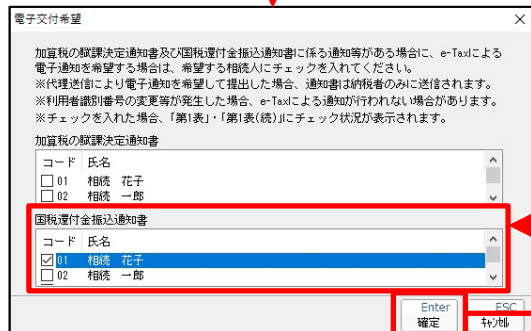 電子交付希望
加算税の賦課決定通知書及び国税還付金振込通知書に係る通知等がある場合に、e-Taxによる
電子通知を希望する場合は、希望する相続人にチェックを入れてください。
※代理送信により電子通知を希望して提出した場合、通知書は納税者のみに送信されます。
※利用者識別番号の変更等が発生した場合、e-Taxによる通知が行われない場合があります。
※チェックを入れた場合、「第1表」・「第1表(続)」にチェック状況が表示されます。
加算税の賦課決定通知書
コード 氏名
01 相続 花子
02 相続 一郎
国税還付金振込通知書
コード 氏名
01 相続 花子
02 相続 一郎
Enter
確定
ESC
キャンセル